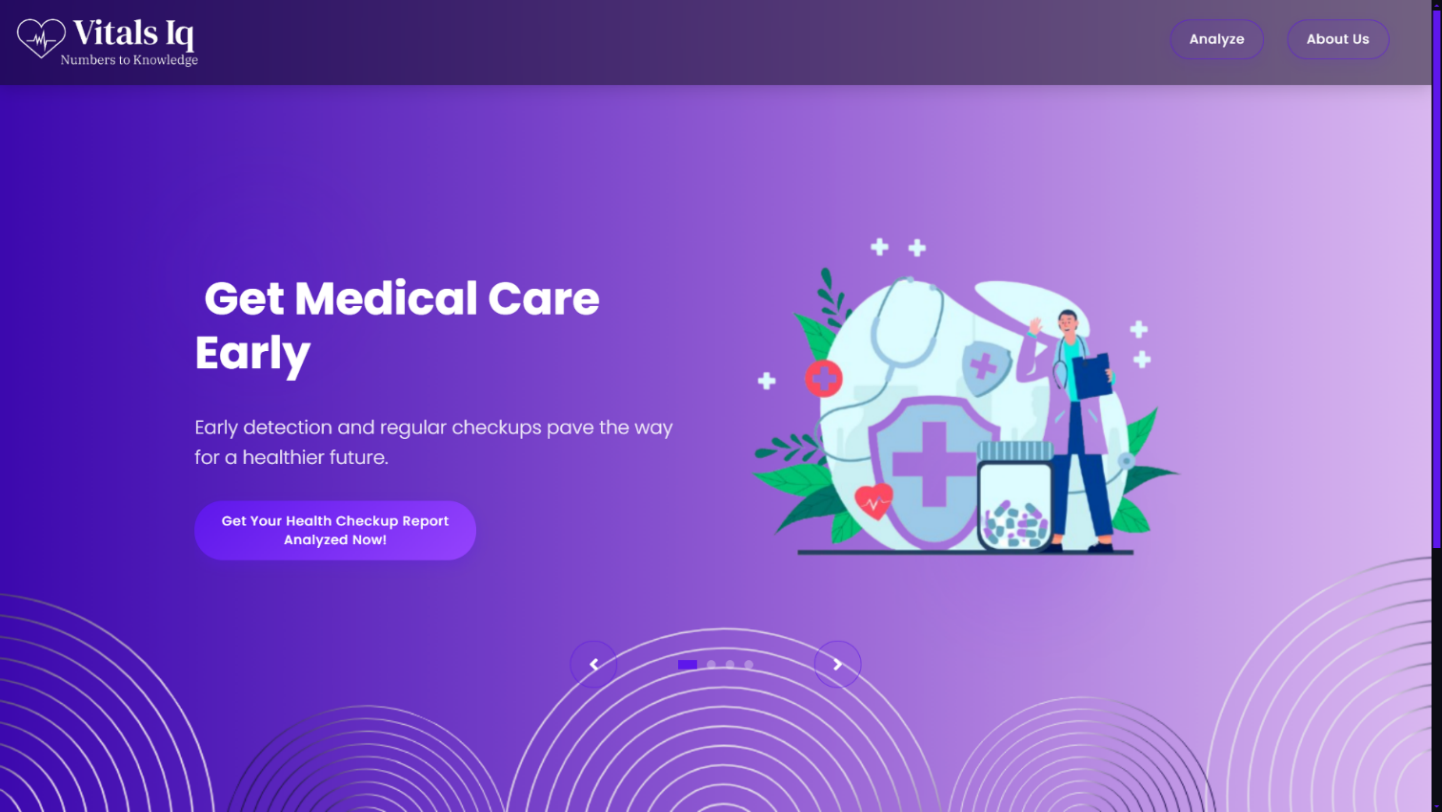 Vitals Iq
Numbers to Knowledge
Analyze
About Us
Get Medical Care
Early
Early detection and regular checkups pave the way
for a healthier future.
Get Your Health Checkup Report
Analyzed Now!